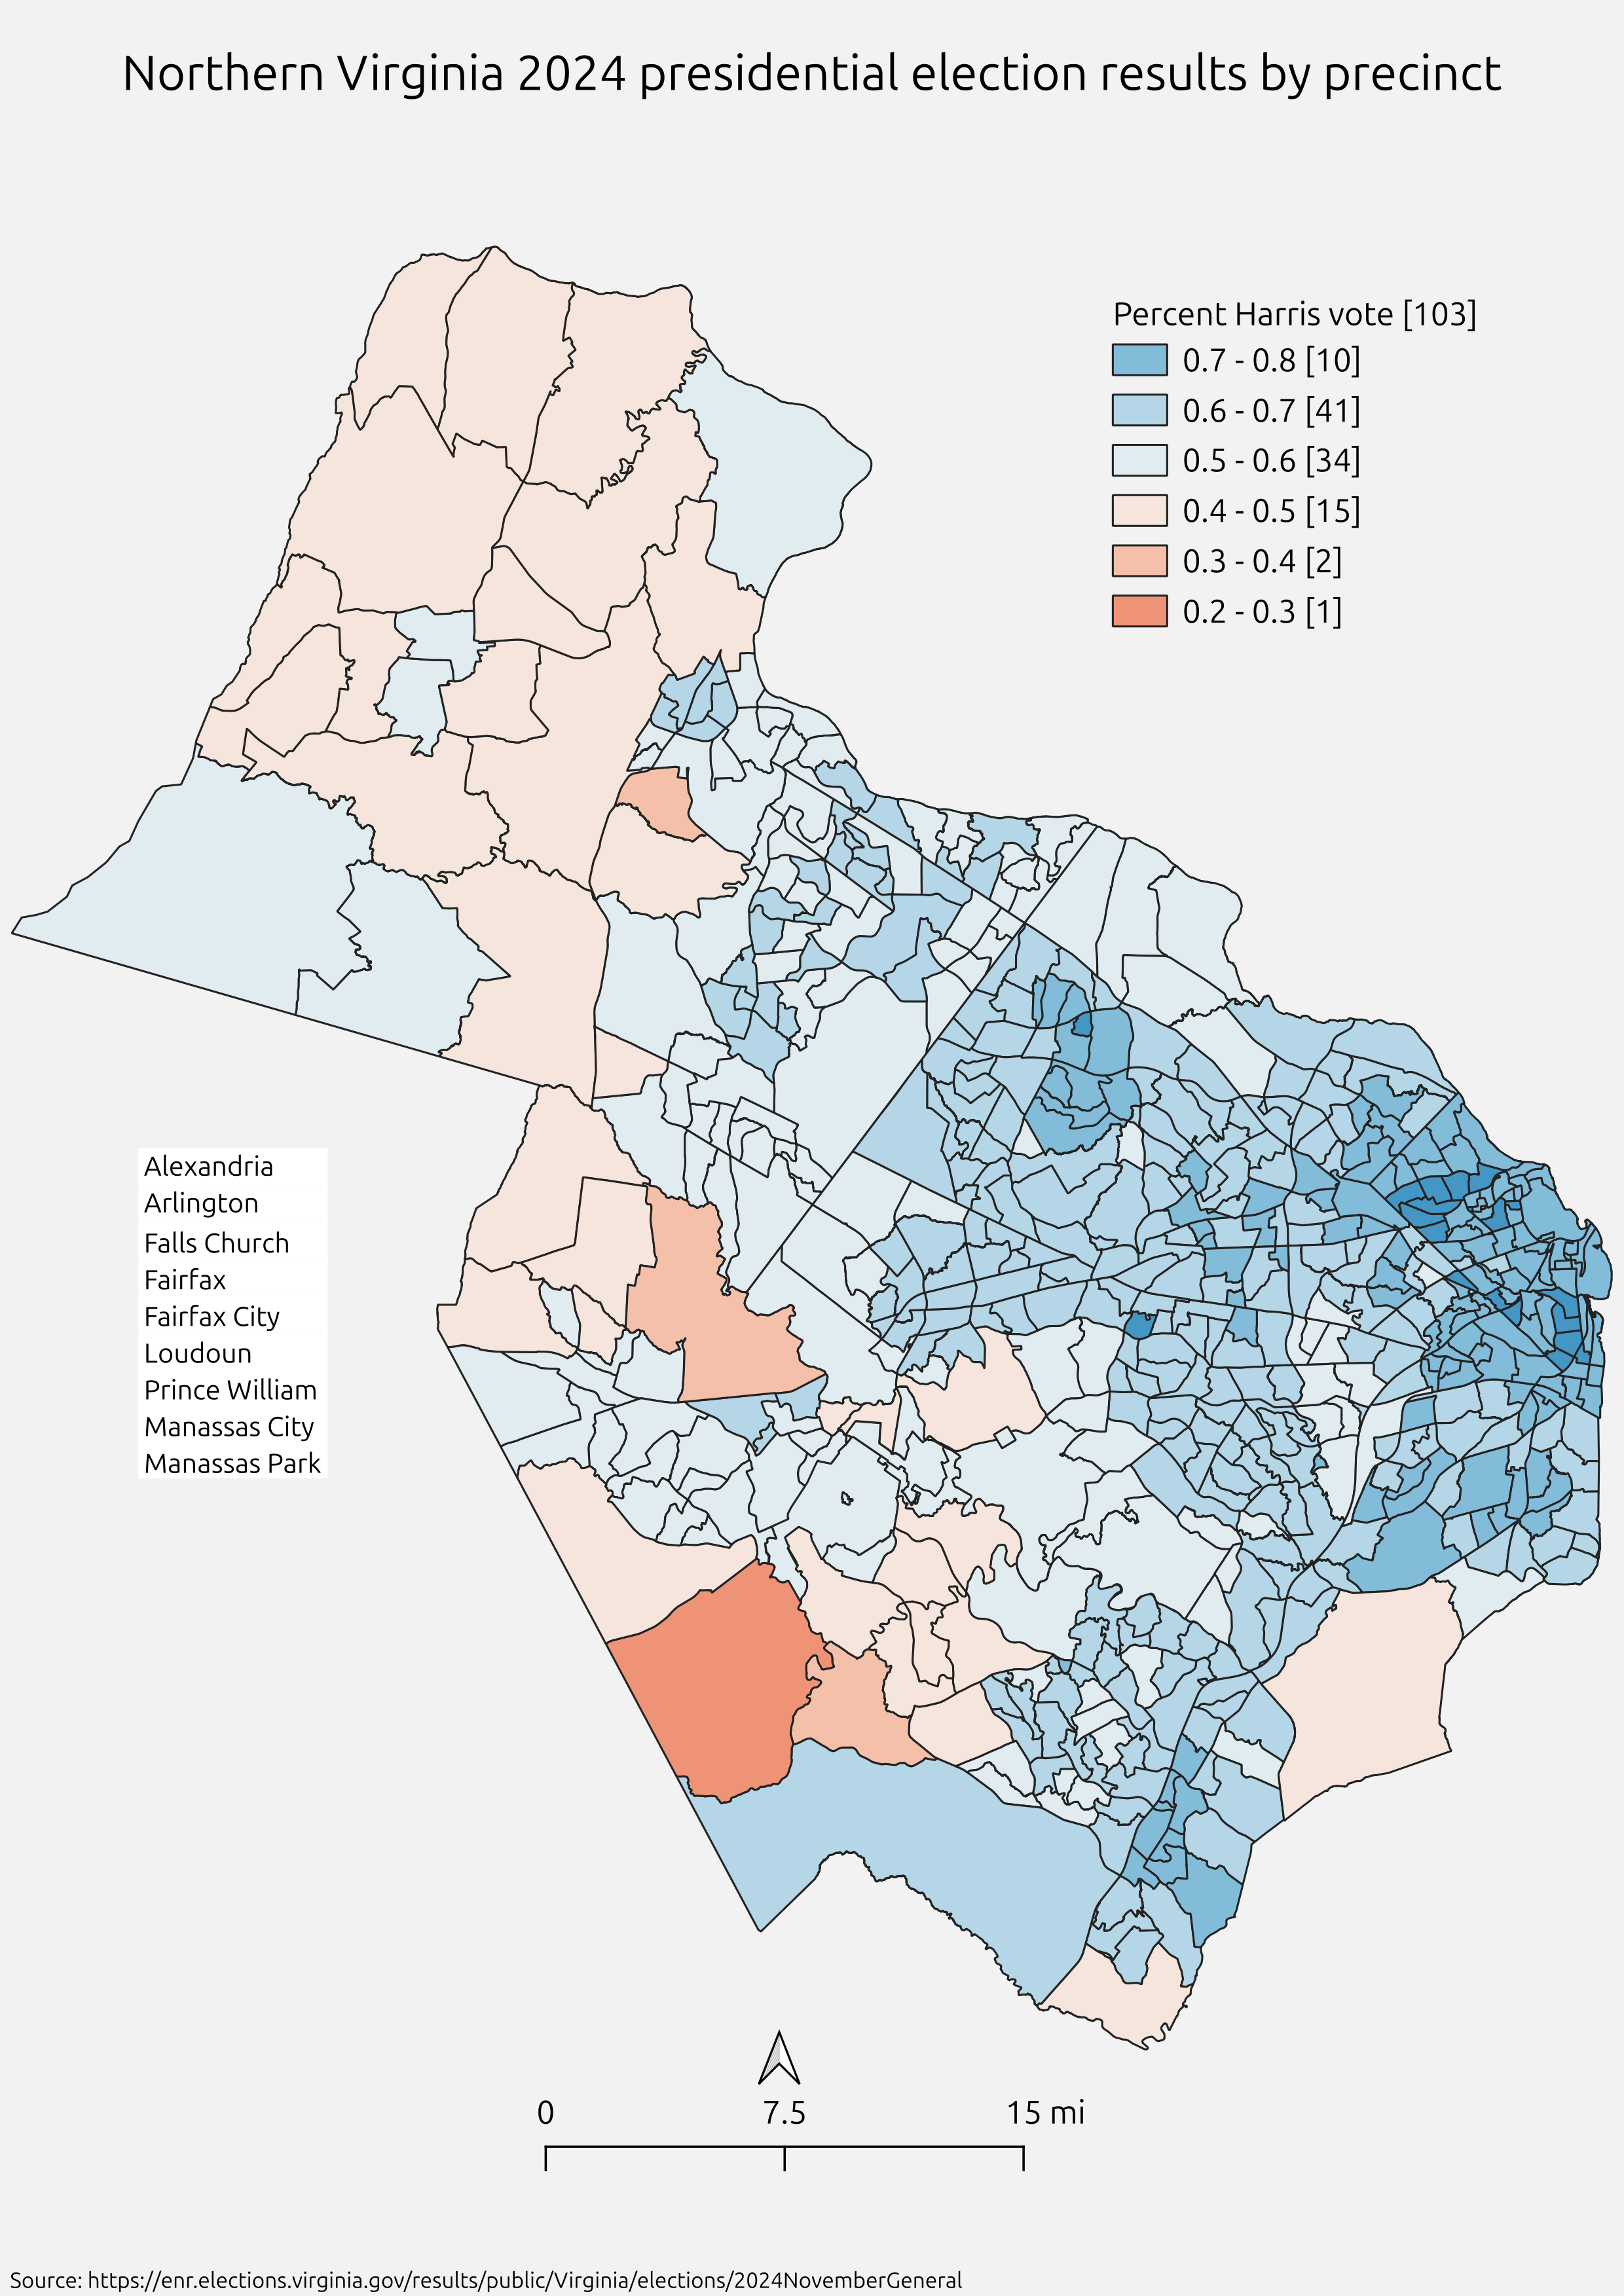 Northern Virginia 2024 presidential election results by precinct
Percent Harris vote [103]
0.7 - 0.8 [10]
0.6 - 0.7 [41]
0.5 - 0.6 [34]
0.4 - 0.5 [15]
0.3 - 0.4 [2]
0.2 - 0.3 [1]
Alexandria
Arlington
Falls Church
Fairfax
Fairfax City
Loudoun
Prince William
Manassas City
Manassas Park
0 7.5 15 mi
Source: https://enr.elections.virginia.gov/results/public/Virginia/elections/2024NovemberGeneral